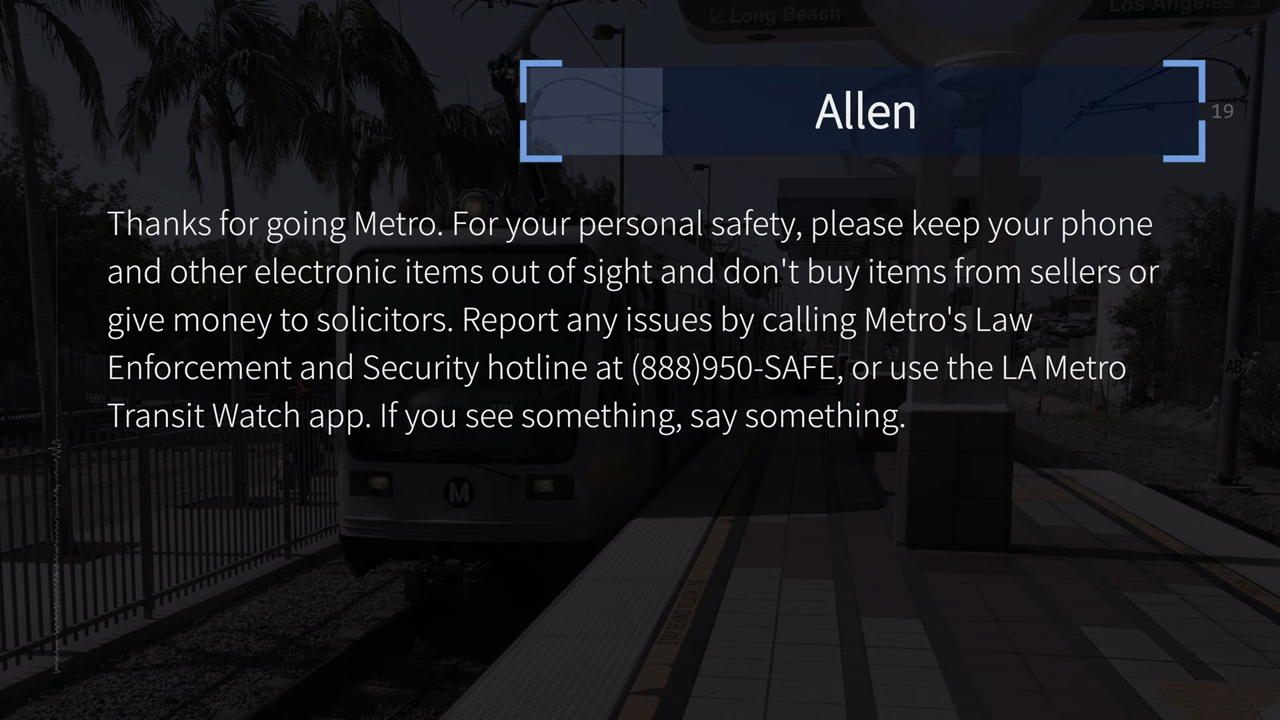 Long Beach
Los Angeles
Allen
19
Thanks for going Metro. For your personal safety, please keep your phone
and other electronic items out of sight and don't buy items from sellers or
give money to solicitors. Report any issues by calling Metro's Law
Enforcement and Security hotline at (888)950-SAFE, or use the LA Metro
Transit Watch app. If you see something, say something.
M